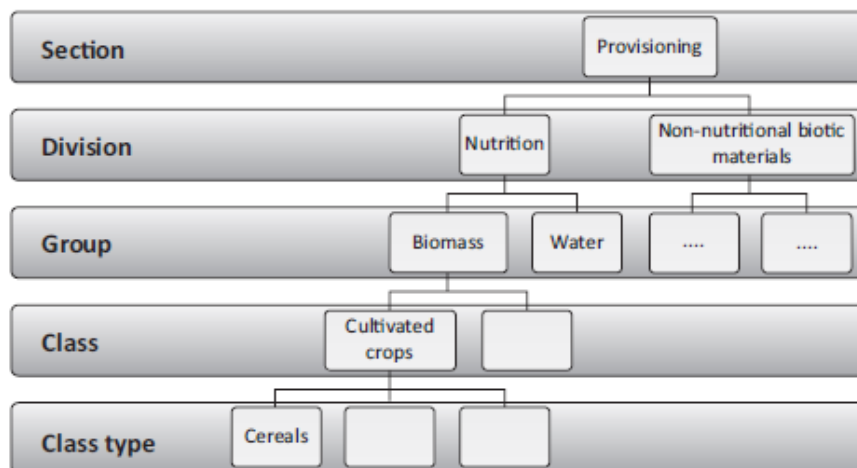 Section
Provisioning
Division
Nutrition
Non-nutritional biotic
materials
Group
Biomass
Water
....
....
Class
Cultivated
crops
Class type
Cereals